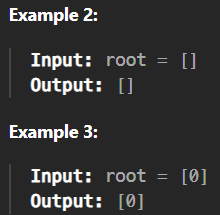 Example 2:
Input: root = []
Output: []
Example 3:
Input: root = [0]
Output: [0]